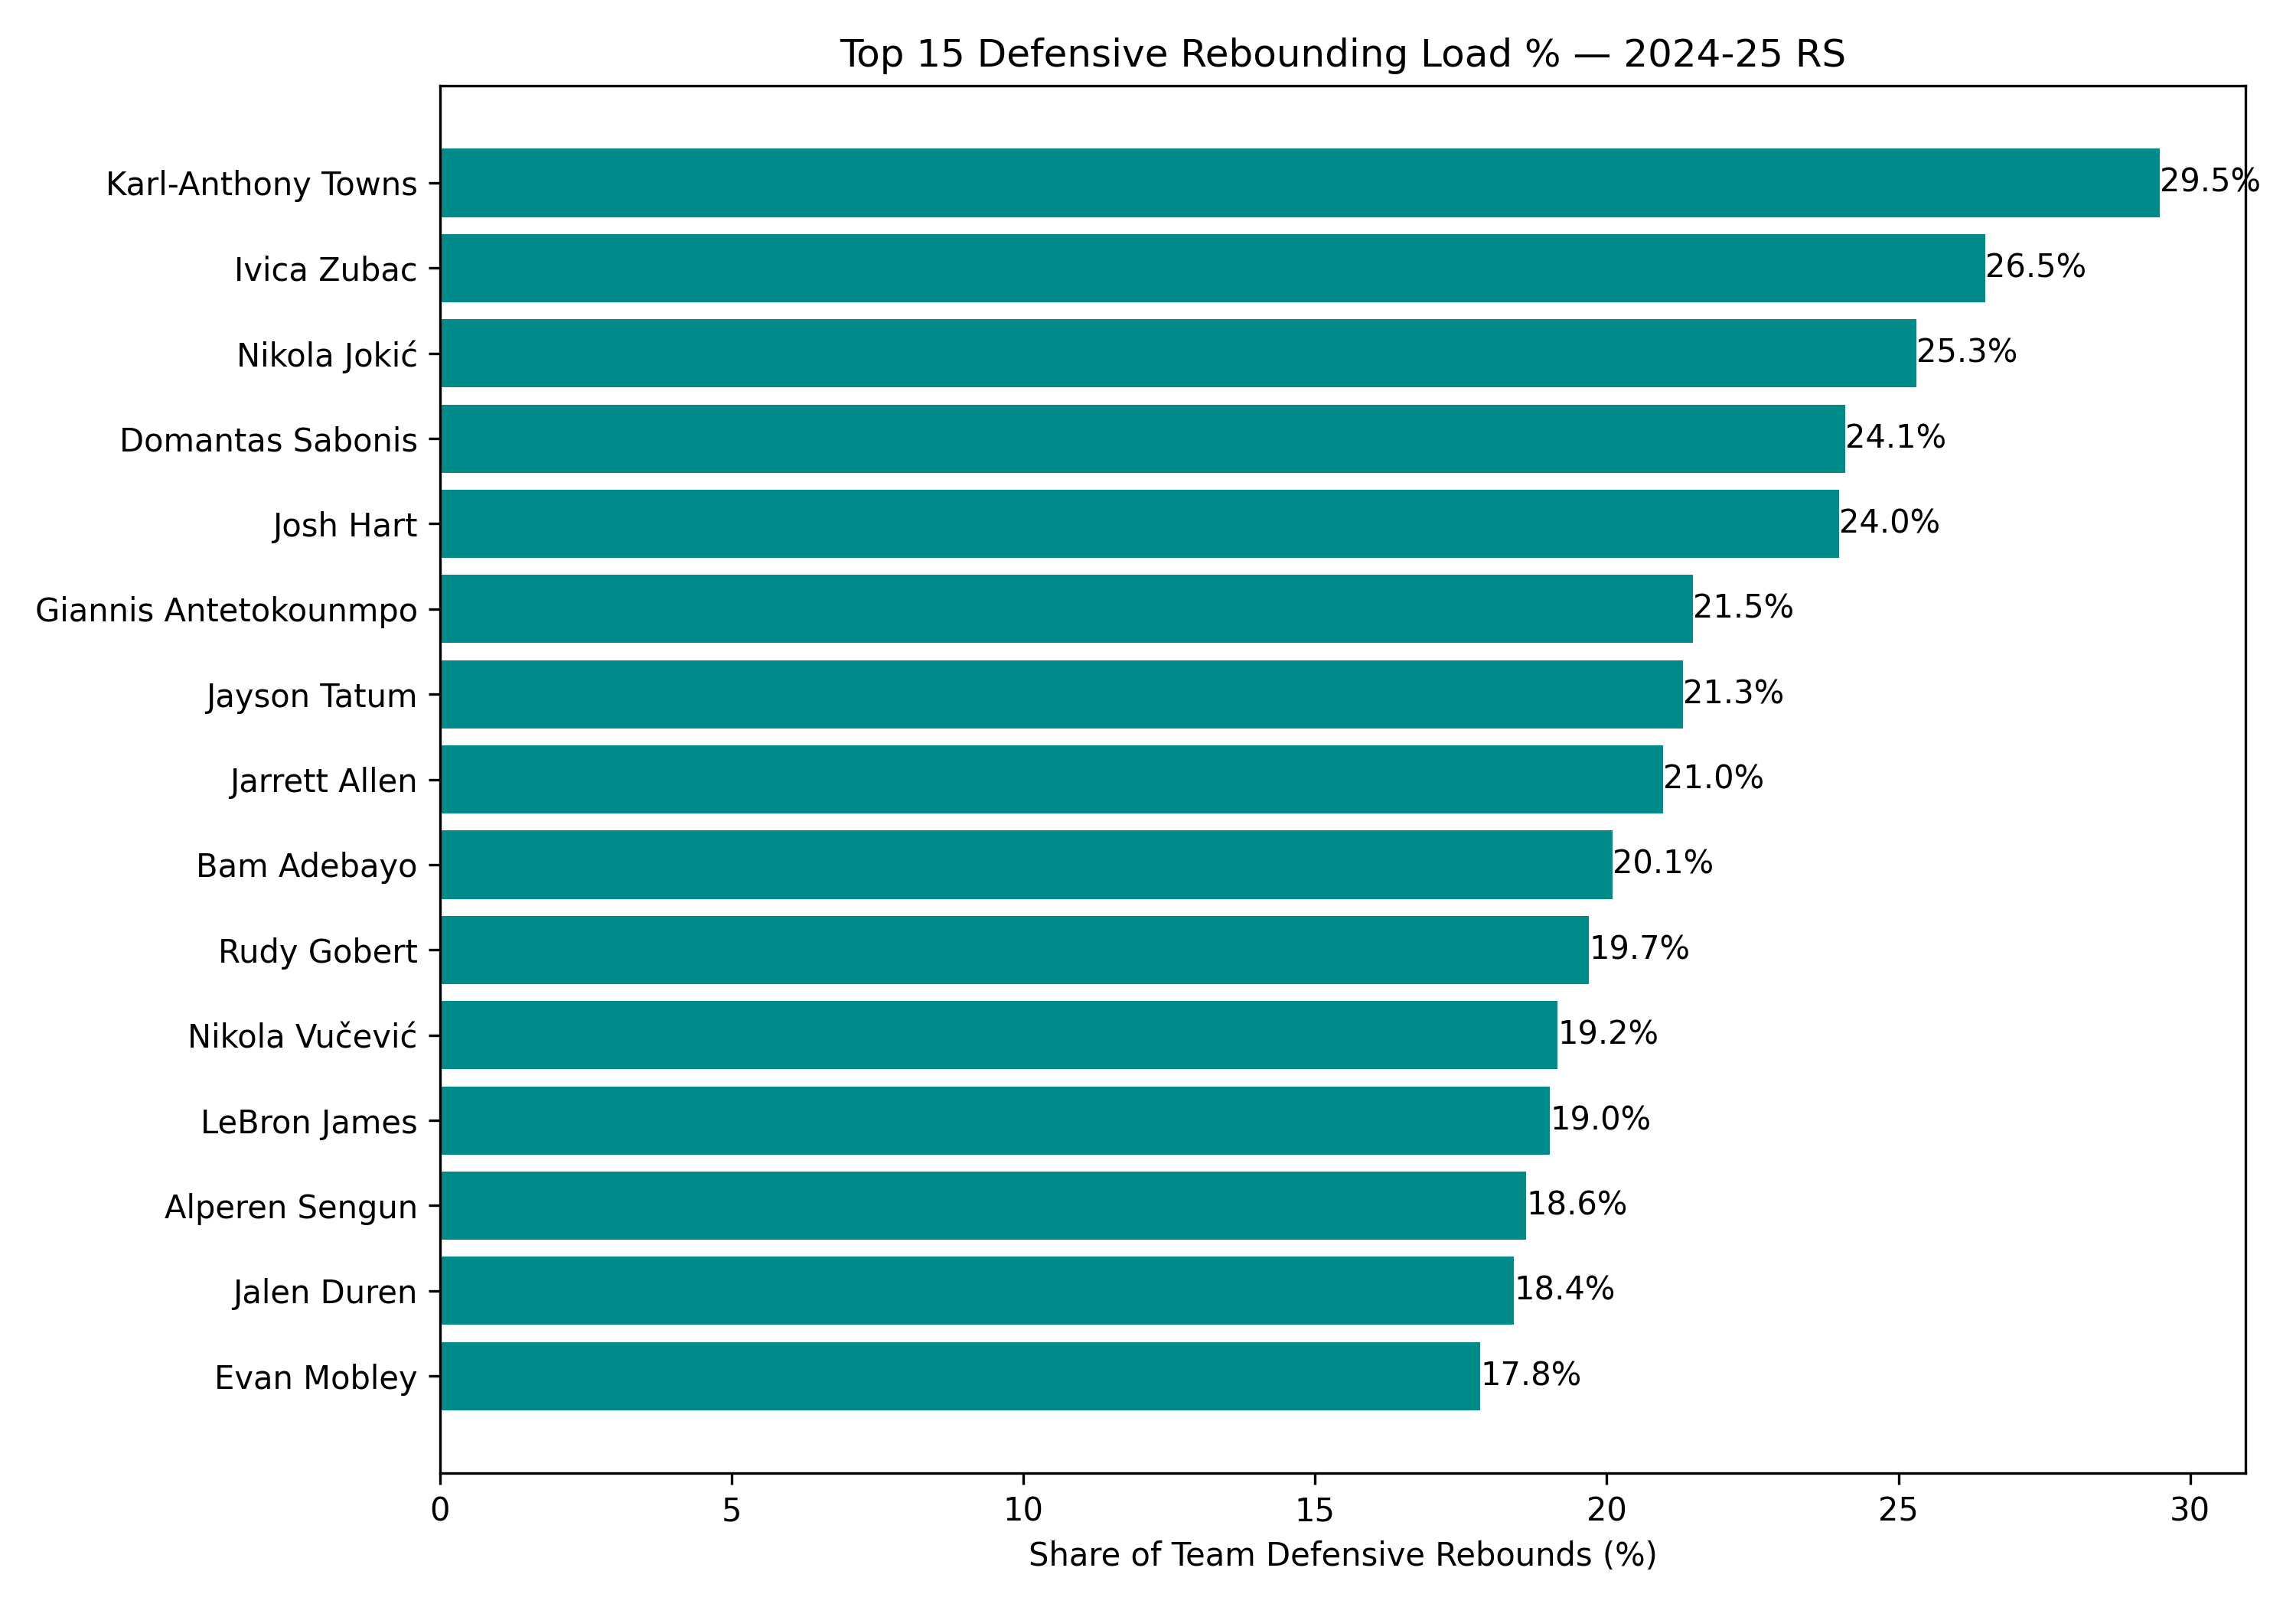 Top 15 Defensive Rebounding Load % — 2024-25 RS
Karl-Anthony Towns 29.5%
Ivica Zubac 26.5%
Nikola Jokić 25.3%
Domantas Sabonis 24.1%
Josh Hart 24.0%
Giannis Antetokounmpo 21.5%
Jayson Tatum 21.3%
Jarrett Allen 21.0%
Bam Adebayo 20.1%
Rudy Gobert 19.7%
Nikola Vučević 19.2%
LeBron James 19.0%
Alperen Sengun 18.6%
Jalen Duren 18.4%
Evan Mobley 17.8%
0 5 10 15 20 25 30
Share of Team Defensive Rebounds (%)